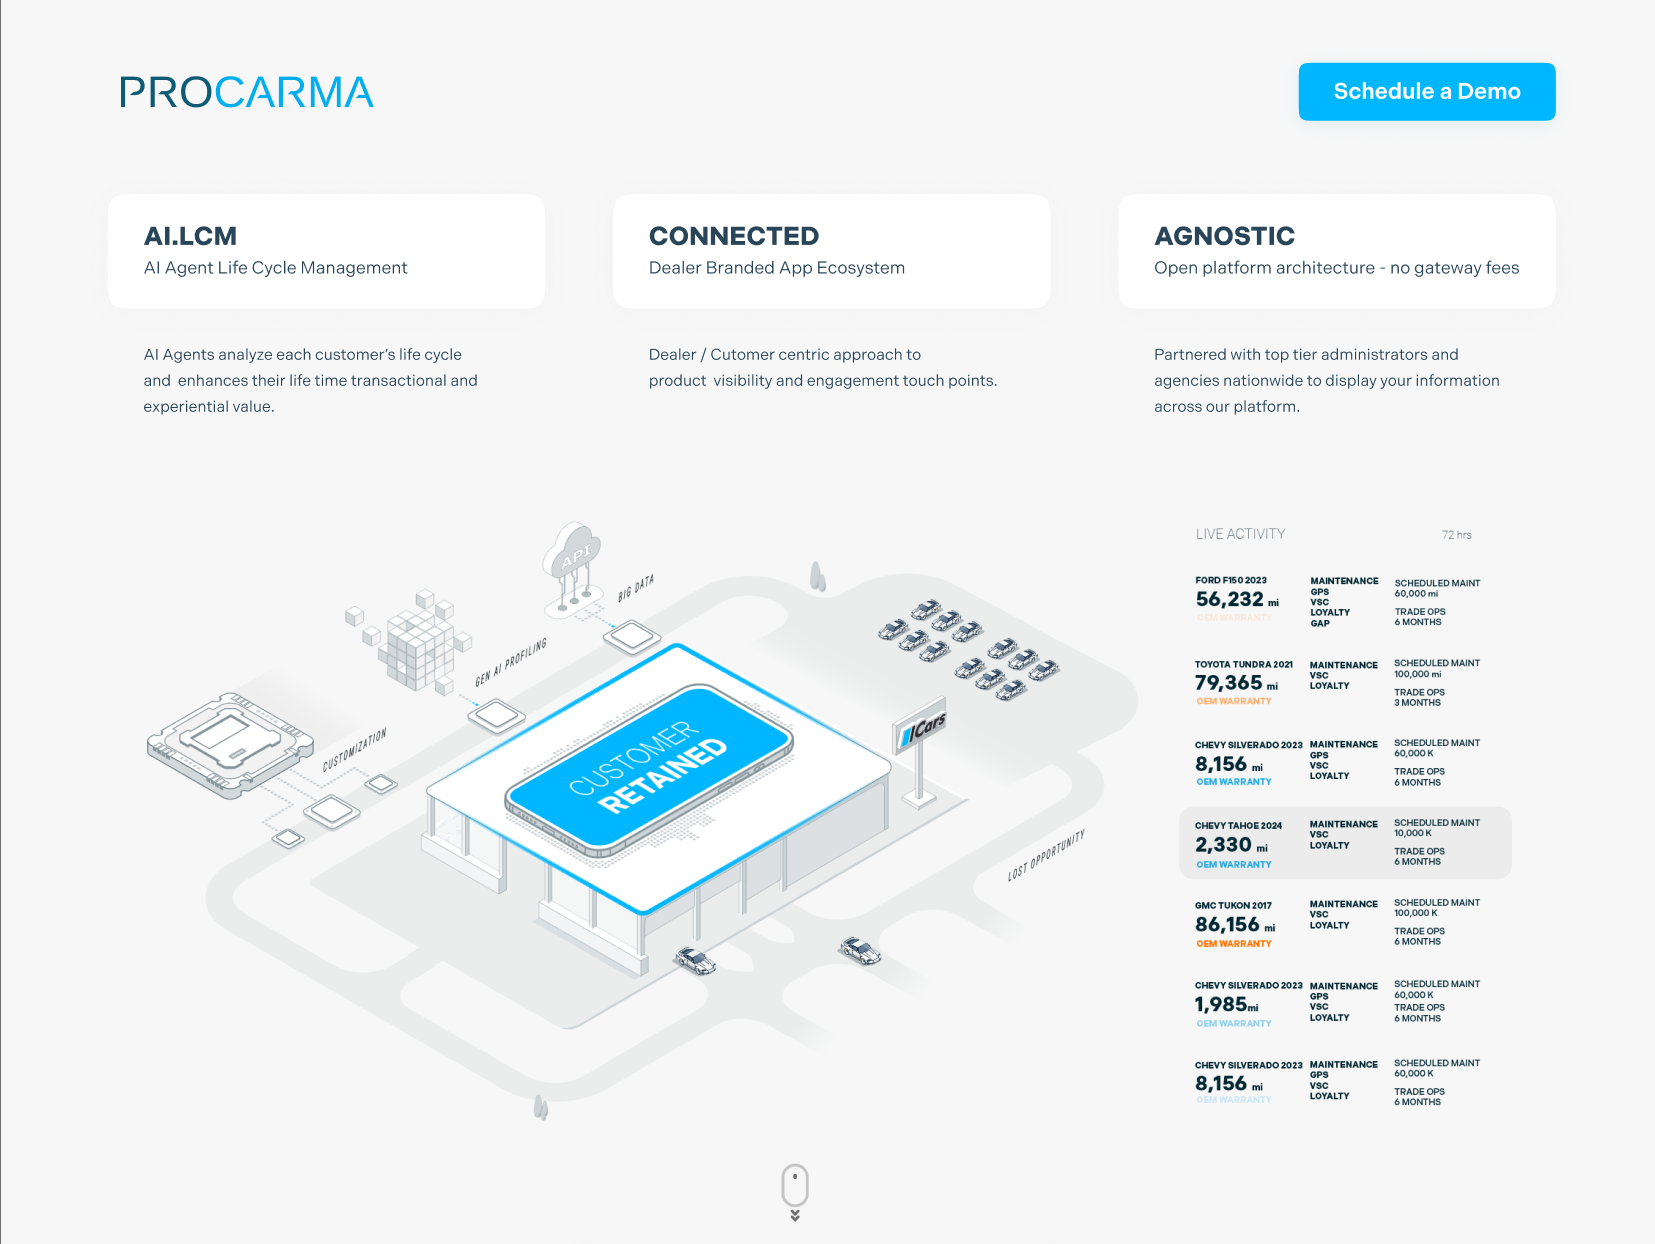 PROCARMA
Schedule a Demo
AI.LCM
AI Agent Life Cycle Management
CONNECTED
Dealer Branded App Ecosystem
AGNOSTIC
Open platform architecture - no gateway fees
AI Agents analyze each customer's life cycle
and enhances their life time transactional and
experiential value.
Dealer / Cutomer centric approach to
product visibility and engagement touch points.
Partnered with top tier administrators and
agencies nationwide to display your information
across our platform.
API
BIG DATA
GEN AI PROFILING
CUSTOMIZATION
CUSTOMER
RETAINED
ICars
LOST OPPORTUNITY
LIVE ACTIVITY
72 hrs
FORD F150 2023
56,232 mi
OEM WARRANTY
MAINTENANCE
GPS
VSC
LOYALTY
GAP
SCHEDULED MAINT
60,000 mi
TRADE OPS
6 MONTHS
TOYOTA TUNDRA 2021
79,365 mi
OEM WARRANTY
MAINTENANCE
VSC
LOYALTY
SCHEDULED MAINT
100,000 mi
TRADE OPS
3 MONTHS
CHEVY SILVERADO 2023
8,156 mi
OEM WARRANTY
MAINTENANCE
GPS
VSC
LOYALTY
SCHEDULED MAINT
60,000 K
TRADE OPS
6 MONTHS
CHEVY TAHOE 2024
2,330 mi
OEM WARRANTY
MAINTENANCE
VSC
LOYALTY
SCHEDULED MAINT
10,000 K
TRADE OPS
6 MONTHS
GMC TUKON 2017
86,156 mi
OEM WARRANTY
MAINTENANCE
VSC
LOYALTY
SCHEDULED MAINT
100,000 K
TRADE OPS
6 MONTHS
CHEVY SILVERADO 2023
1,985mi
OEM WARRANTY
MAINTENANCE
GPS
VSC
LOYALTY
SCHEDULED MAINT
60,000 K
TRADE OPS
6 MONTHS
CHEVY SILVERADO 2023
8,156 mi
OEM WARRANTY
MAINTENANCE
GPS
VSC
LOYALTY
SCHEDULED MAINT
60,000 K
TRADE OPS
6 MONTHS